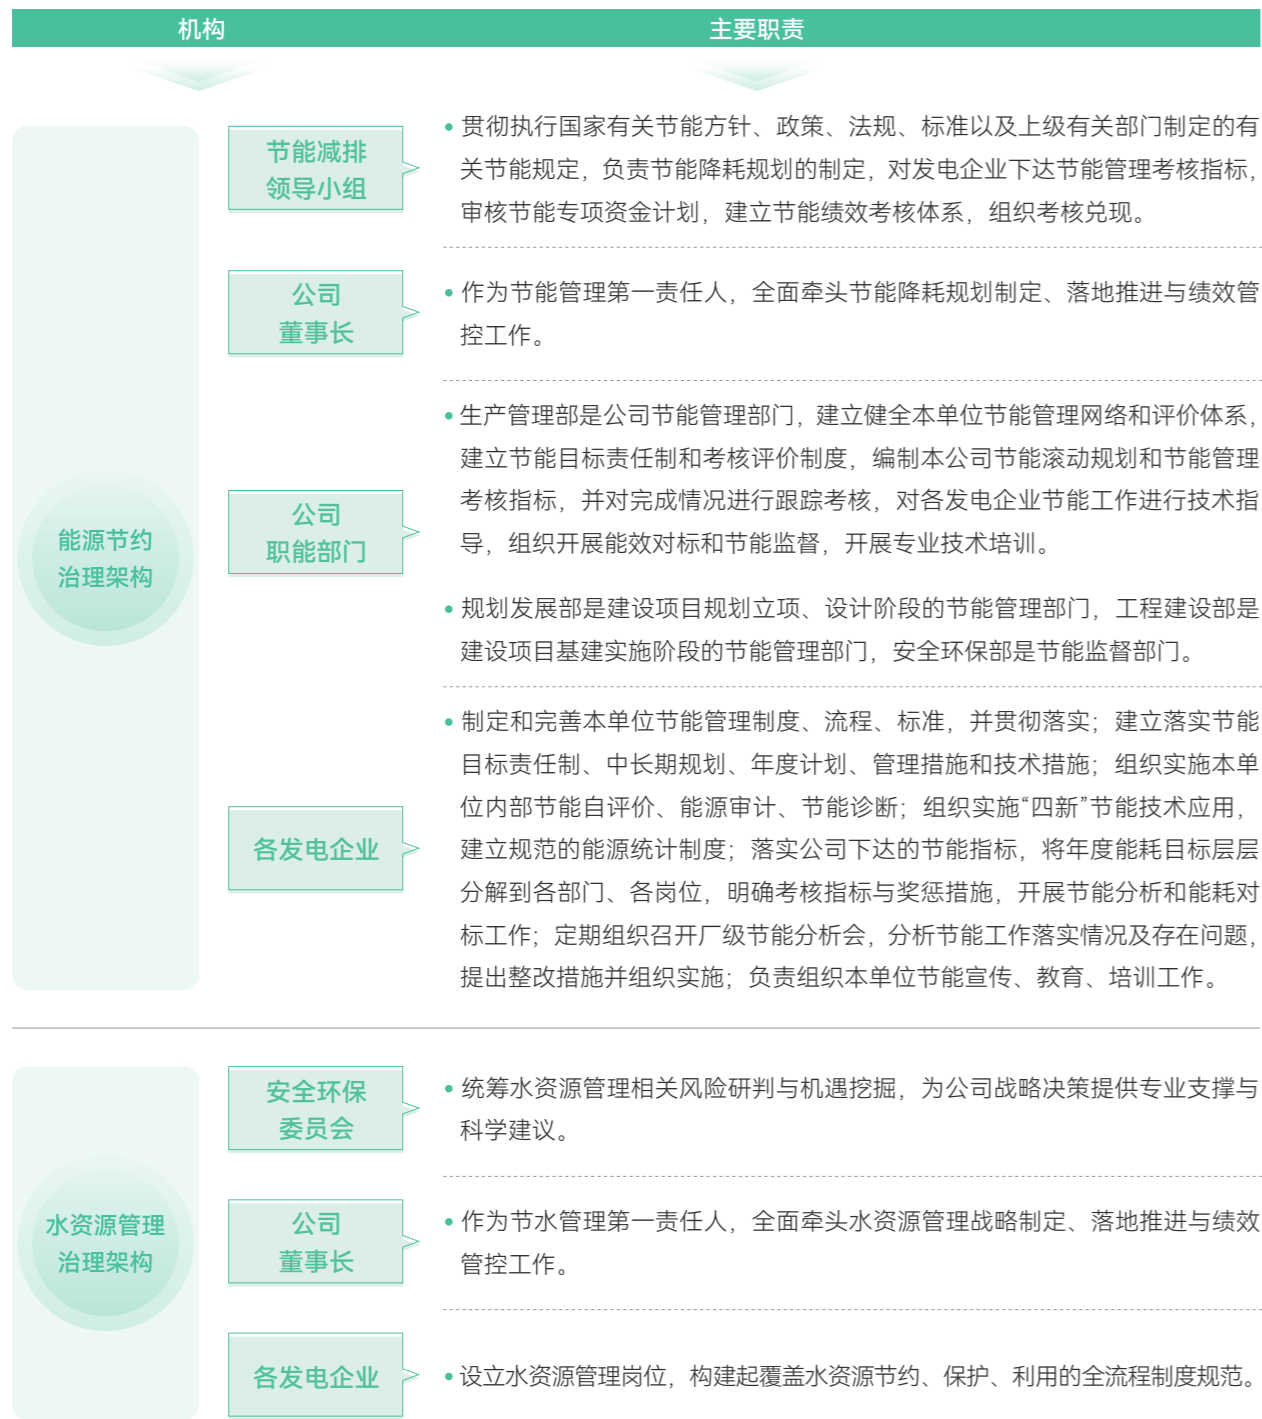 机构
主要职责
能源节约
治理架构
节能减排
领导小组
• 贯彻执行国家有关节能方针、政策、法规、标准以及上级有关部门制定的有
关节能规定，负责节能降耗规划的制定，对发电企业下达节能管理考核指标，
审核节能专项资金计划，建立节能绩效考核体系，组织考核兑现。
公司
董事长
• 作为节能管理第一责任人，全面牵头节能降耗规划制定、落地推进与绩效管
控工作。
公司
职能部门
• 生产管理部是公司节能管理部门，建立健全本单位节能管理网络和评价体系，
建立节能目标责任制和考核评价制度，编制本公司节能滚动规划和节能管理
考核指标，并对完成情况进行跟踪考核，对各发电企业节能工作进行技术指
导，组织开展能效对标和节能监督，开展专业技术培训。
• 规划发展部是建设项目规划立项、设计阶段的节能管理部门，工程建设部是
建设项目基建实施阶段的节能管理部门，安全环保部是节能监督部门。
各发电企业
• 制定和完善本单位节能管理制度、流程、标准，并贯彻落实；建立落实节能
目标责任制、中长期规划、年度计划、管理措施和技术措施；组织实施本单
位内部节能自评价、能源审计、节能诊断；组织实施“四新”节能技术应用，
建立规范的能源统计制度；落实公司下达的节能指标，将年度能耗目标层层
分解到各部门、各岗位，明确考核指标与奖惩措施，开展节能分析和能耗对
标工作；定期组织召开厂级节能分析会，分析节能工作落实情况及存在问题，
提出整改措施并组织实施；负责组织本单位节能宣传、教育、培训工作。
水资源管理
治理架构
安全环保
委员会
• 统筹水资源管理相关风险研判与机遇挖掘，为公司战略决策提供专业支撑与
科学建议。
公司
董事长
• 作为节水管理第一责任人，全面牵头水资源管理战略制定、落地推进与绩效
管控工作。
各发电企业
• 设立水资源管理岗位，构建起覆盖水资源节约、保护、利用的全流程制度规范。